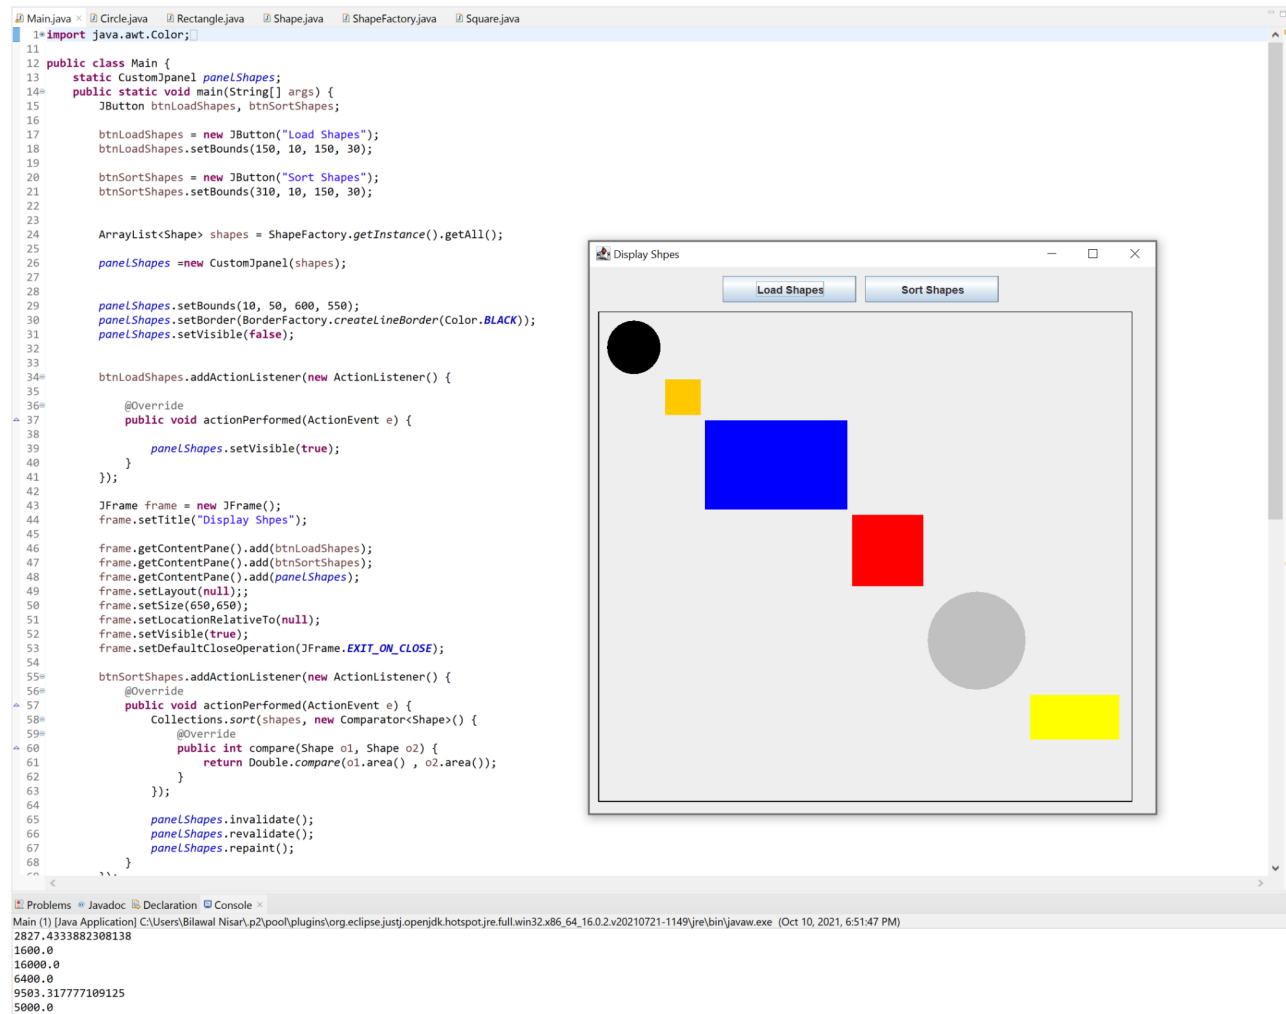 Main.java Circle.java Rectangle.java Shape.java ShapeFactory.java Square.java
1 import java.awt.Color;
11
12 public class Main {
13 static CustomJpanel panelShapes;
14 public static void main(String[] args) {
15 JButton btnLoadShapes, btnSortShapes;
16
17 btnLoadShapes = new JButton("Load Shapes");
18 btnLoadShapes.setBounds(150, 10, 150, 30);
19
20 btnSortShapes = new JButton("Sort Shapes");
21 btnSortShapes.setBounds(310, 10, 150, 30);
22
23
24 ArrayList<Shape> shapes = ShapeFactory.getInstance().getAll();
25
26 panelShapes =new CustomJpanel(shapes);
27
28
29 panelShapes.setBounds(10, 50, 600, 550);
30 panelShapes.setBorder(BorderFactory.createLineBorder(Color.BLACK));
31 panelShapes.setVisible(false);
32
33
34 btnLoadShapes.addActionListener(new ActionListener() {
35
36 @Override
37 public void actionPerformed(ActionEvent e) {
38
39 panelShapes.setVisible(true);
40 }
41 });
42
43 JFrame frame = new JFrame();
44 frame.setTitle("Display Shpes");
45
46 frame.getContentPane().add(btnLoadShapes);
47 frame.getContentPane().add(btnSortShapes);
48 frame.getContentPane().add(panelShapes);
49 frame.setLayout(null);;
50 frame.setSize(650,650);
51 frame.setLocationRelativeTo(null);
52 frame.setVisible(true);
53 frame.setDefaultCloseOperation(JFrame.EXIT_ON_CLOSE);
54
55 btnSortShapes.addActionListener(new ActionListener() {
56 @Override
57 public void actionPerformed(ActionEvent e) {
58 Collections.sort(shapes, new Comparator<Shape>() {
59 @Override
60 public int compare(Shape o1, Shape o2) {
61 return Double.compare(o1.area() , o2.area());
62 }
63 });
64
65 panelShapes.invalidate();
66 panelShapes.revalidate();
67 panelShapes.repaint();
68 }
Display Shpes
Load Shapes Sort Shapes
Problems Javadoc Declaration Console
Main (1) [Java Application] C:\Users\Bilawal Nisar\.p2\pool\plugins\org.eclipse.justj.openjdk.hotspot.jre.full.win32.x86_64_16.0.2.v20210721-1149\jre\bin\javaw.exe (Oct 10, 2021, 6:51:47 PM)
2827.4333882308138
1600.0
16000.0
6400.0
9503.317777109125
5000.0